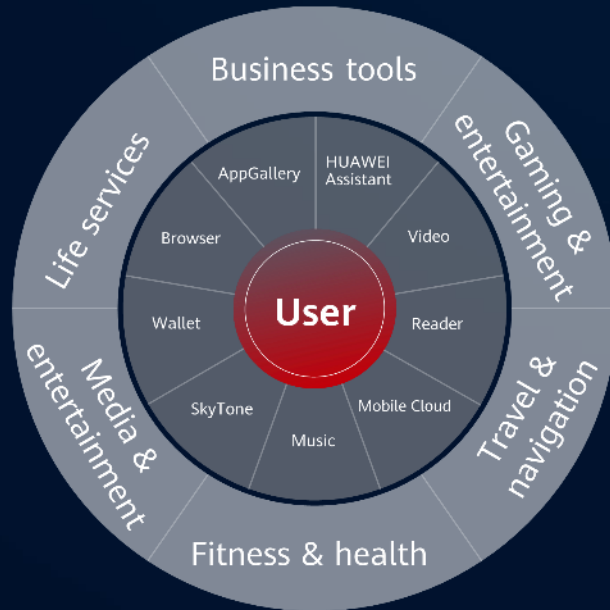 Business tools
Gaming &
entertainment
Travel &
navigation
Fitness & health
Media &
entertainment
Life services
HUAWEI
Assistant
Video
Reader
Mobile Cloud
Music
SkyTone
Wallet
Browser
AppGallery
User